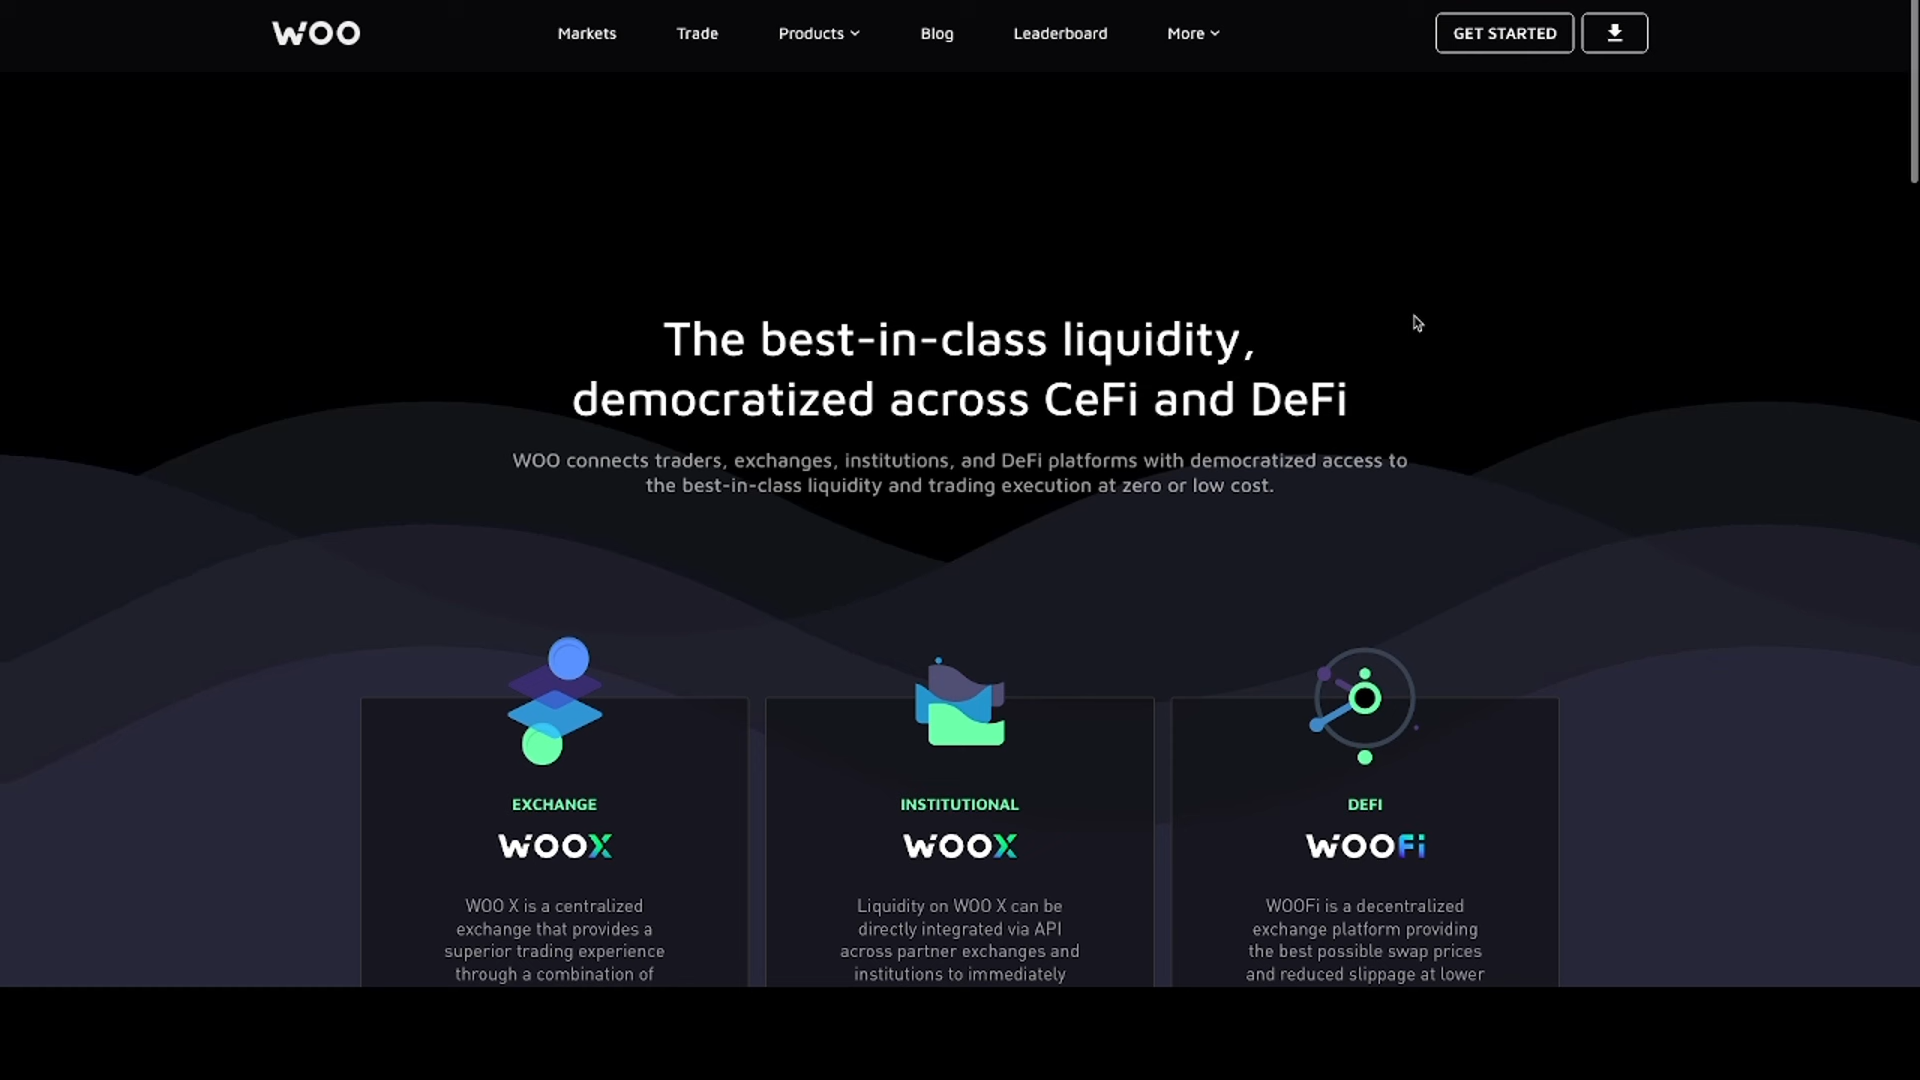 WOO
Markets
Trade
Products
Blog
Leaderboard
More
GET STARTED
The best-in-class liquidity,
democratized across CeFi and DeFi
WOO connects traders, exchanges, institutions, and DeFi platforms with democratized access to
the best-in-class liquidity and trading execution at zero or low cost.
EXCHANGE
WOOX
WOO X is a centralized
exchange that provides a
superior trading experience
through a combination of
INSTITUTIONAL
WOOX
Liquidity on WOO X can be
directly integrated via API
across partner exchanges and
institutions to immediately
DEFI
WOOFi
WOOFi is a decentralized
exchange platform providing
the best possible swap prices
and reduced slippage at lower